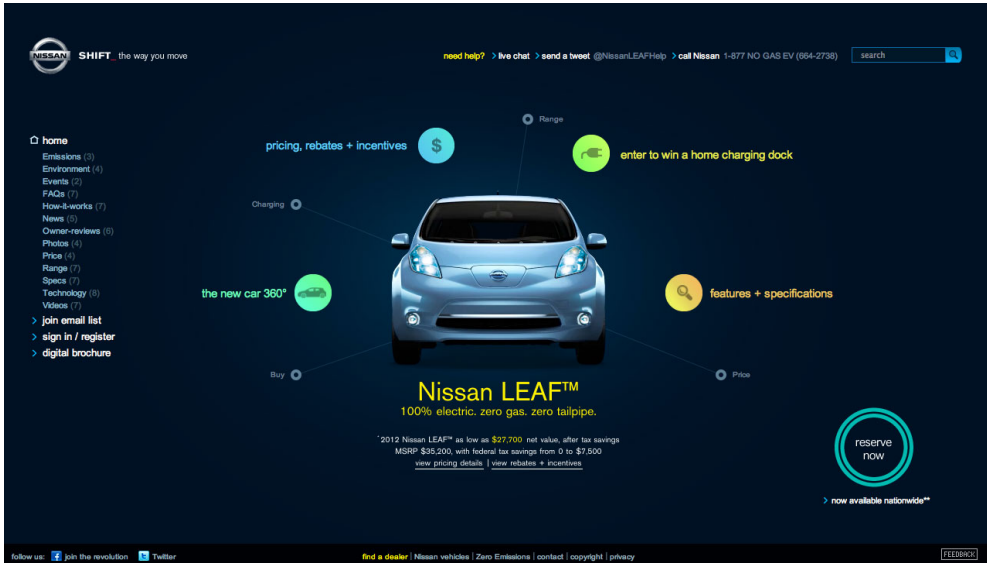 NISSAN SHIFT_ the way you move
need help? live chat send a tweet @NissanLEAFHelp call Nissan 1-877 NO GAS EV (664-2738) search
Range
pricing, rebates + incentives $
enter to win a home charging dock
home
Emissions (3)
Environment (4)
Events (2)
FAQs (7)
How-it-works (7)
News (5)
Owner-reviews (6)
Photos (4)
Price (4)
Range (7)
Specs (7)
Technology (8)
Videos (7)
join email list
sign in / register
digital brochure
Charging
the new car 360°
features + specifications
Buy
Price
Nissan LEAF™
100% electric. zero gas. zero tailpipe.
*2012 Nissan LEAF™ as low as $27,700 net value, after tax savings
MSRP $35,200, with federal tax savings from 0 to $7,500
view pricing details | view rebates + incentives
reserve
now
now available nationwide**
follow us: join the revolution Twitter
find a dealer | Nissan vehicles | Zero Emissions | contact | copyright | privacy
FEEDBACK